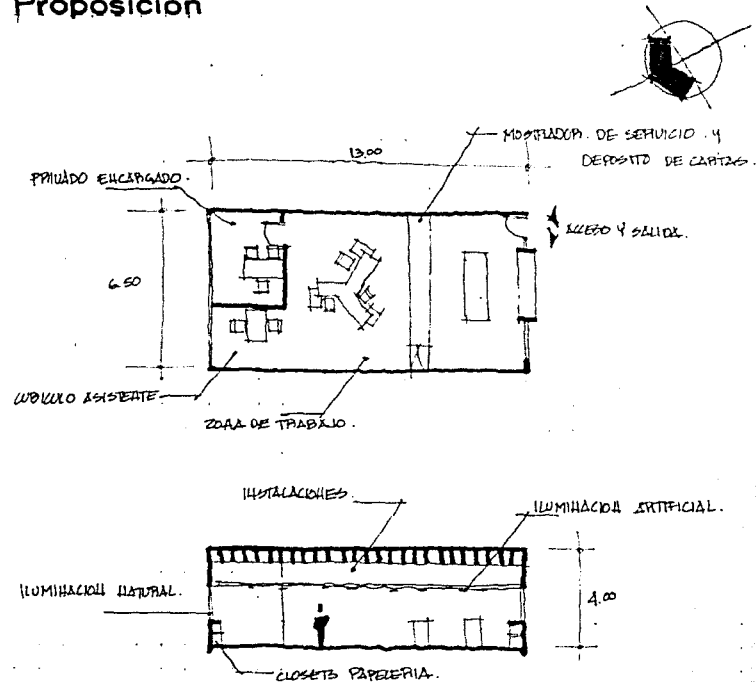 Proposición
MOSTRADOR. DE SERVICIO. Y
DEPOSITO DE CARTAS.
13.00
PRIVADO ENCARGADO.
ACCESO Y SALIDA.
6.50
CUBICULO ASISTENTE
ZONA DE TRABAJO.
INSTALACIONES.
ILUMINACION ARTIFICIAL.
ILUMINACION NATURAL.
4.00
CLOSETS PAPELERIA.